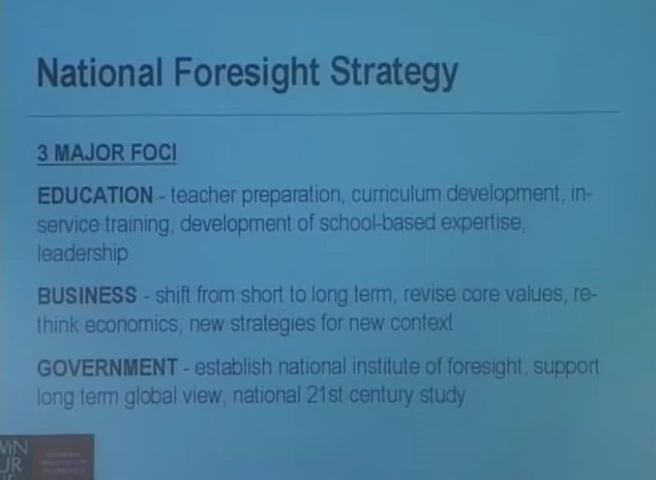 National Foresight Strategy
3 MAJOR FOCI
EDUCATION - teacher preparation, curriculum development, in-
service training, development of school-based expertise,
leadership
BUSINESS - shift from short to long term, revise core values, re-
think economics, new strategies for new context
GOVERNMENT - establish national institute of foresight, support
long term global view, national 21st century study